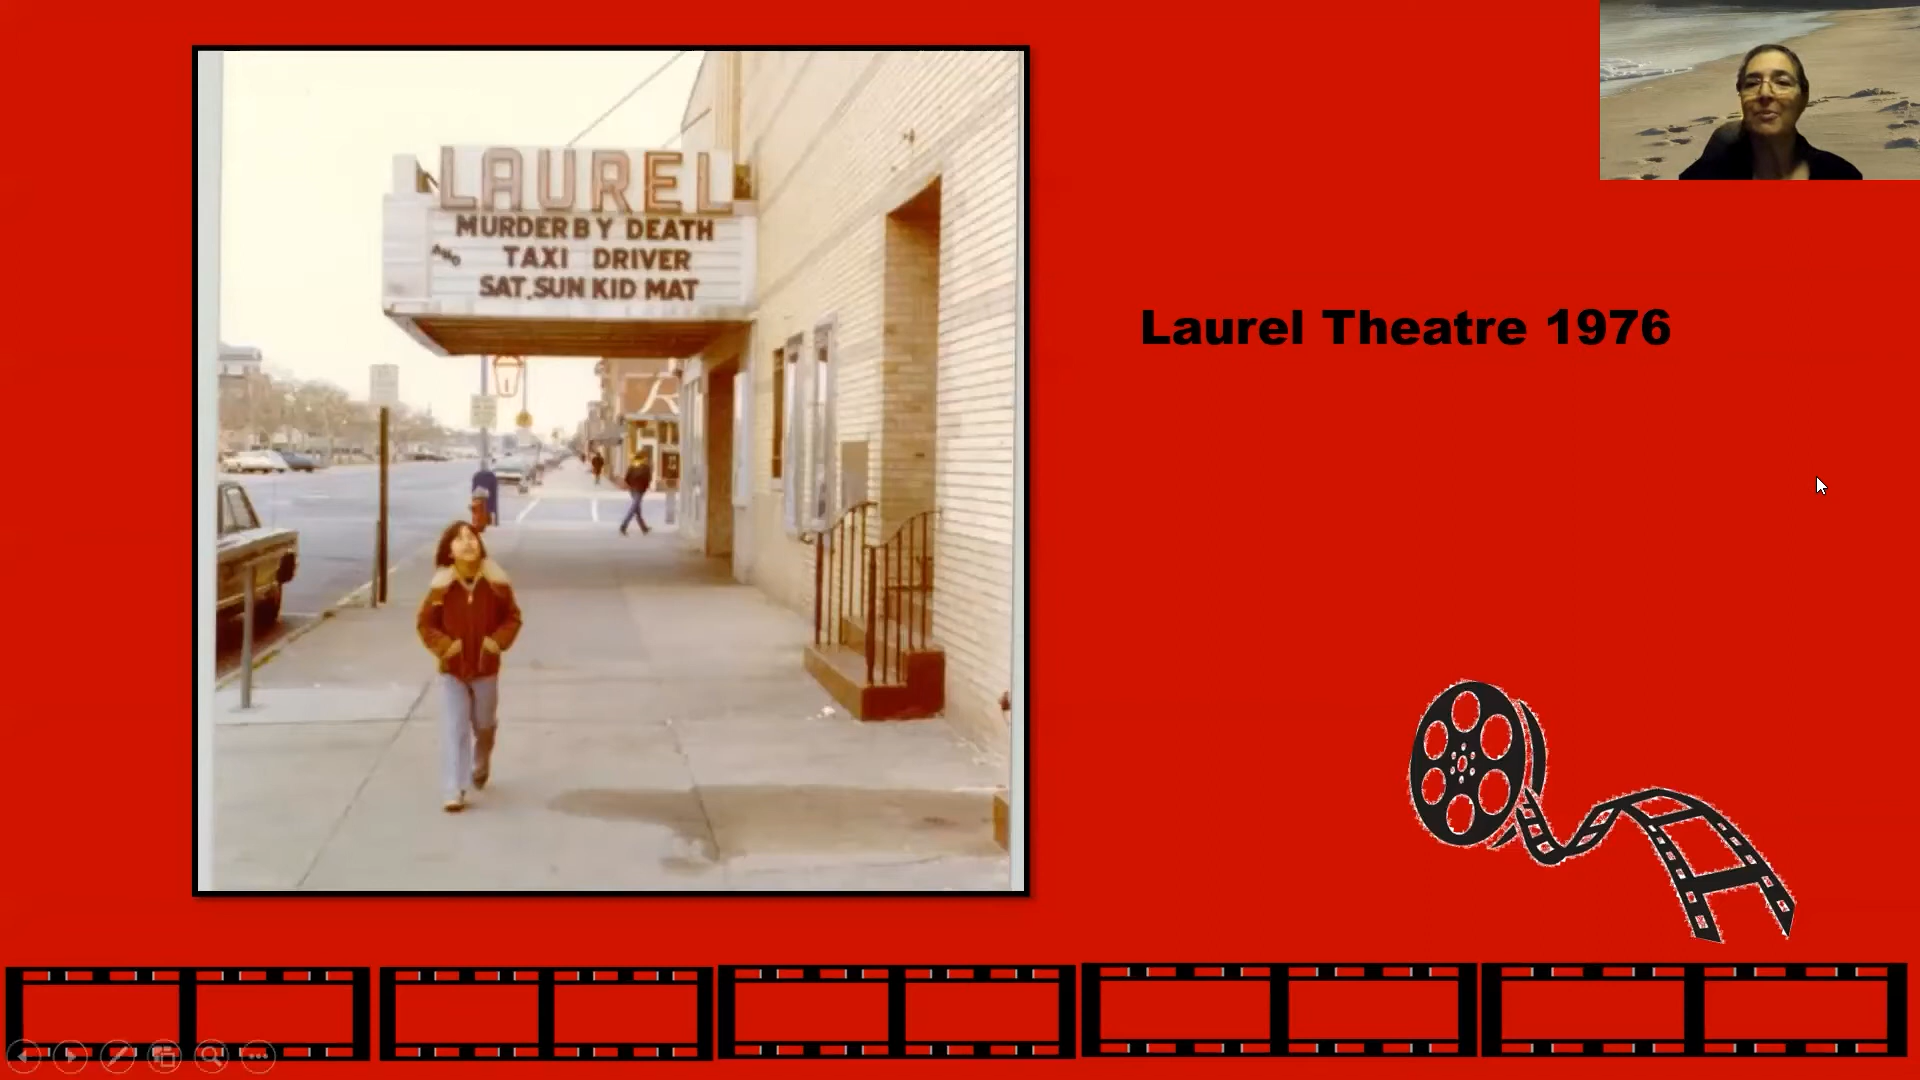 LAUREL
MURDER BY DEATH
AND TAXI DRIVER
SAT. SUN KID MAT
Laurel Theatre 1976